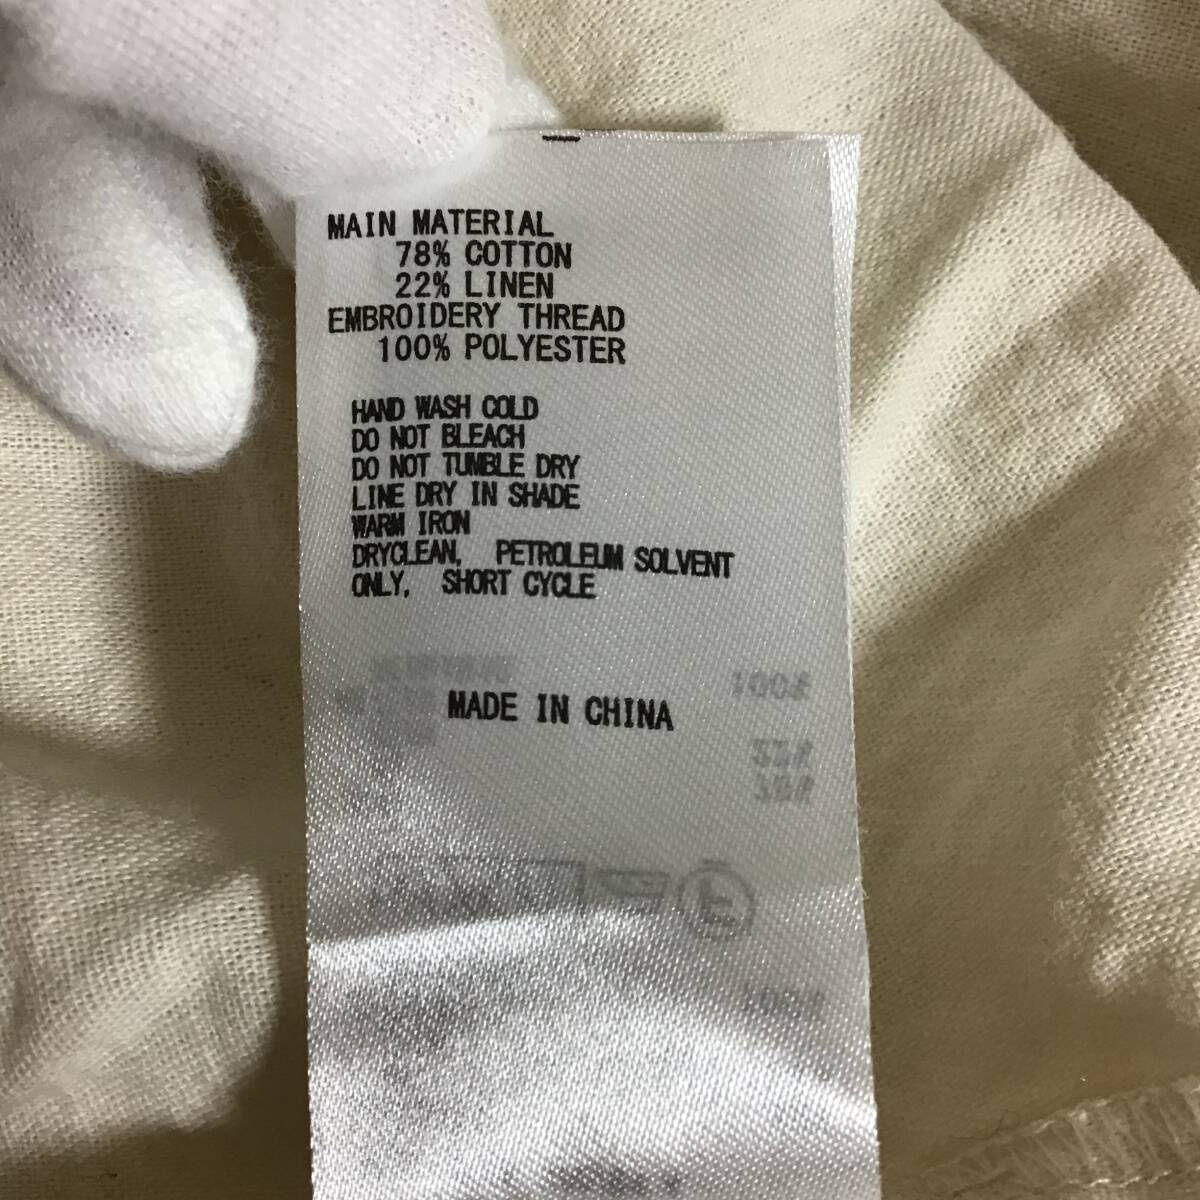 MAIN MATERIAL
78% COTTON
22% LINEN
EMBROIDERY THREAD
100% POLYESTER
HAND WASH COLD
DO NOT BLEACH
DO NOT TUMBLE DRY
LINE DRY IN SHADE
WARM IRON
DRYCLEAN, PETROLEUM SOLVENT
ONLY, SHORT CYCLE
MADE IN CHINA